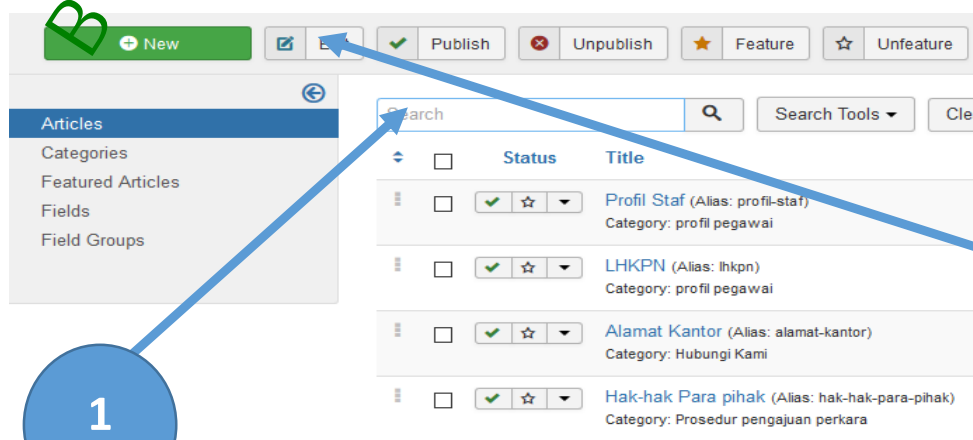 B
New
Publish
Unpublish
Feature
Unfeature
Articles
Categories
Featured Articles
Fields
Field Groups
Search
Search Tools
Status Title
Profil Staf (Alias: profil-staf)
Category: profil pegawai
LHKPN (Alias: lhkpn)
Category: profil pegawai
Alamat Kantor (Alias: alamat-kantor)
Category: Hubungi Kami
Hak-hak Para pihak (Alias: hak-hak-para-pihak)
Category: Prosedur pengajuan perkara
1